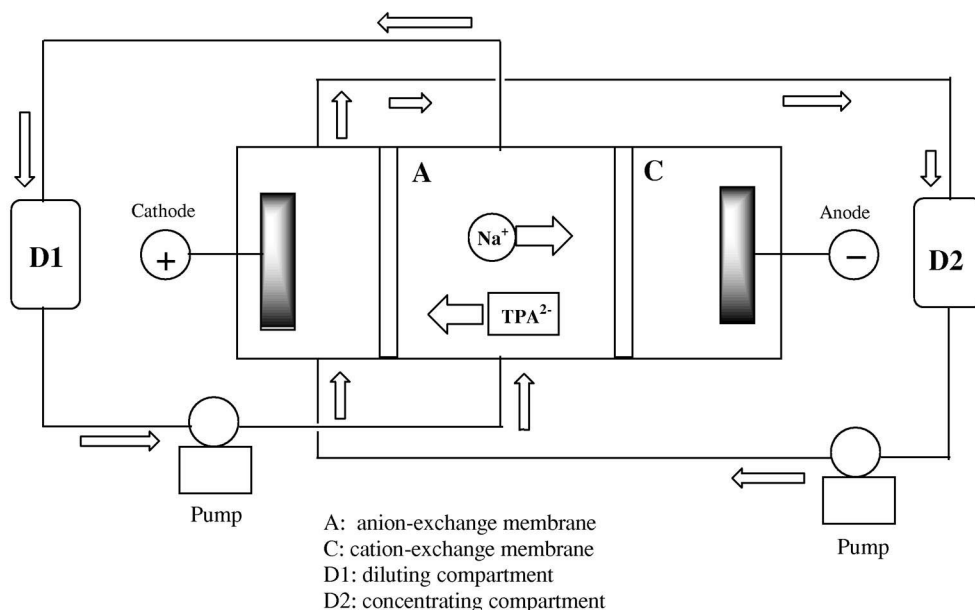 A
C
Cathode
Anode
D1
+
Na+
−
D2
TPA2-
Pump
Pump
A: anion-exchange membrane
C: cation-exchange membrane
D1: diluting compartment
D2: concentrating compartment